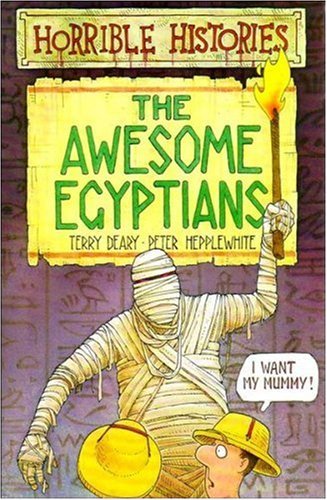 HORRIBLE HISTORIES
THE
AWESOME
EGYPTIANS
TERRY DEARY · PETER HEPPLEWHITE
I WANT
MY MUMMY!